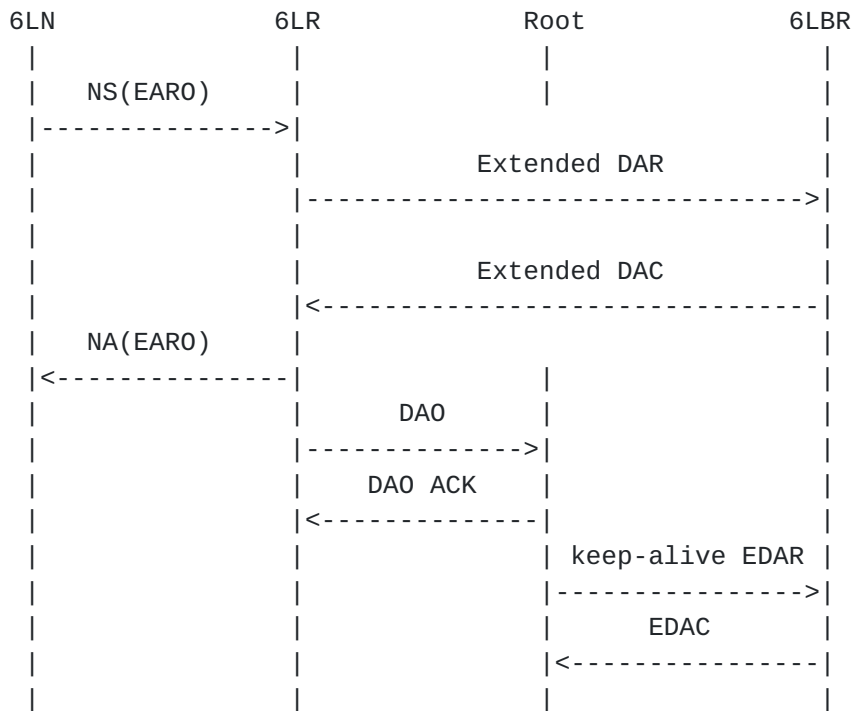 6LN 6LR Root 6LBR
NS(EARO)
Extended DAR
Extended DAC
NA(EARO)
DAO
DAO ACK
keep-alive EDAR
EDAC